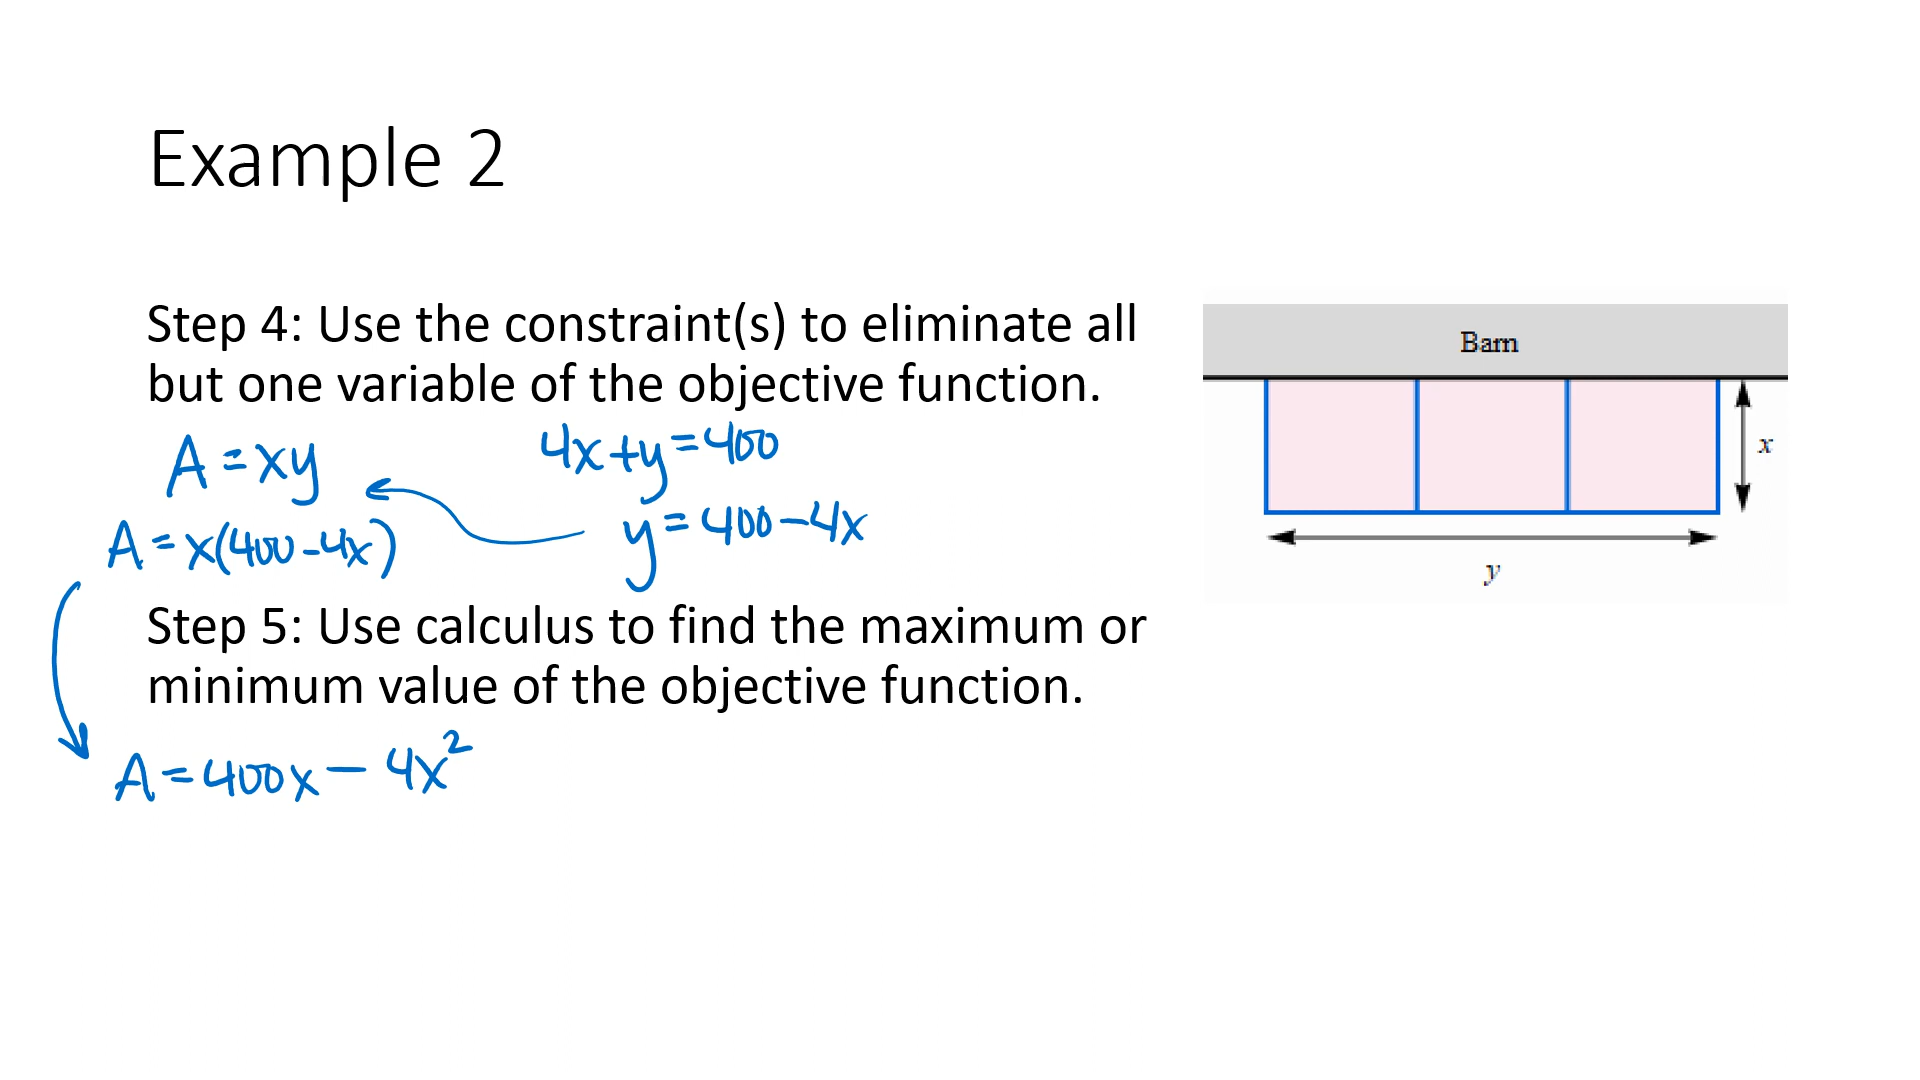 Example 2
Step 4: Use the constraint(s) to eliminate all
but one variable of the objective function.
A = xy
4x+y=400
y=400-4x
A = x(400-4x)
Step 5: Use calculus to find the maximum or
minimum value of the objective function.
A=400x - 4x²
Barn
x
y